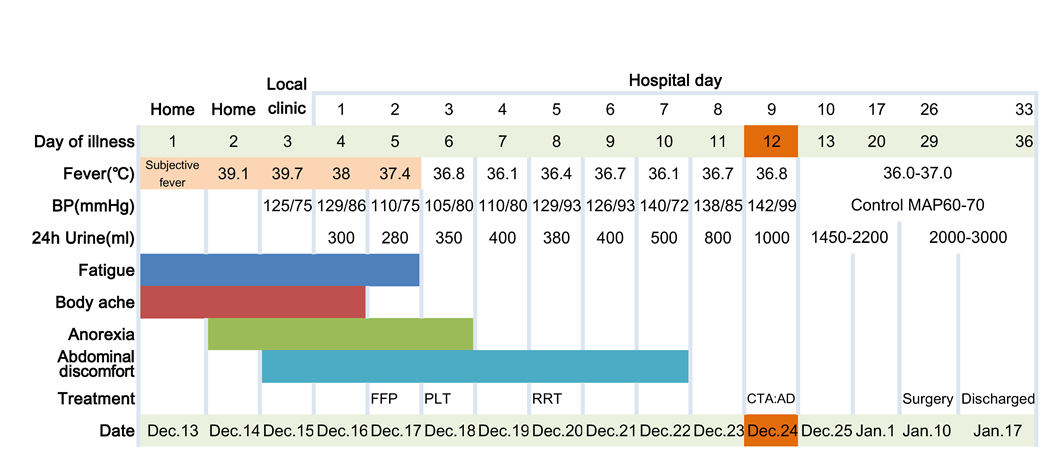 Hospital day
Home Home Local clinic 1 2 3 4 5 6 7 8 9 10 17 26 33
Day of illness 1 2 3 4 5 6 7 8 9 10 11 12 13 20 29 36
Fever(℃) Subjective fever 39.1 39.7 38 37.4 36.8 36.1 36.4 36.7 36.1 36.7 36.8 36.0-37.0
BP(mmHg) 125/75 129/86 110/75 105/80 110/80 129/93 126/93 140/72 138/85 142/99 Control MAP60-70
24h Urine(ml) 300 280 350 400 380 400 500 800 1000 1450-2200 2000-3000
Fatigue
Body ache
Anorexia
Abdominal
discomfort
Treatment FFP PLT RRT CTA:AD Surgery Discharged
Date Dec.13 Dec.14 Dec.15 Dec.16 Dec.17 Dec.18 Dec.19 Dec.20 Dec.21 Dec.22 Dec.23 Dec.24 Dec.25 Jan.1 Jan.10 Jan.17